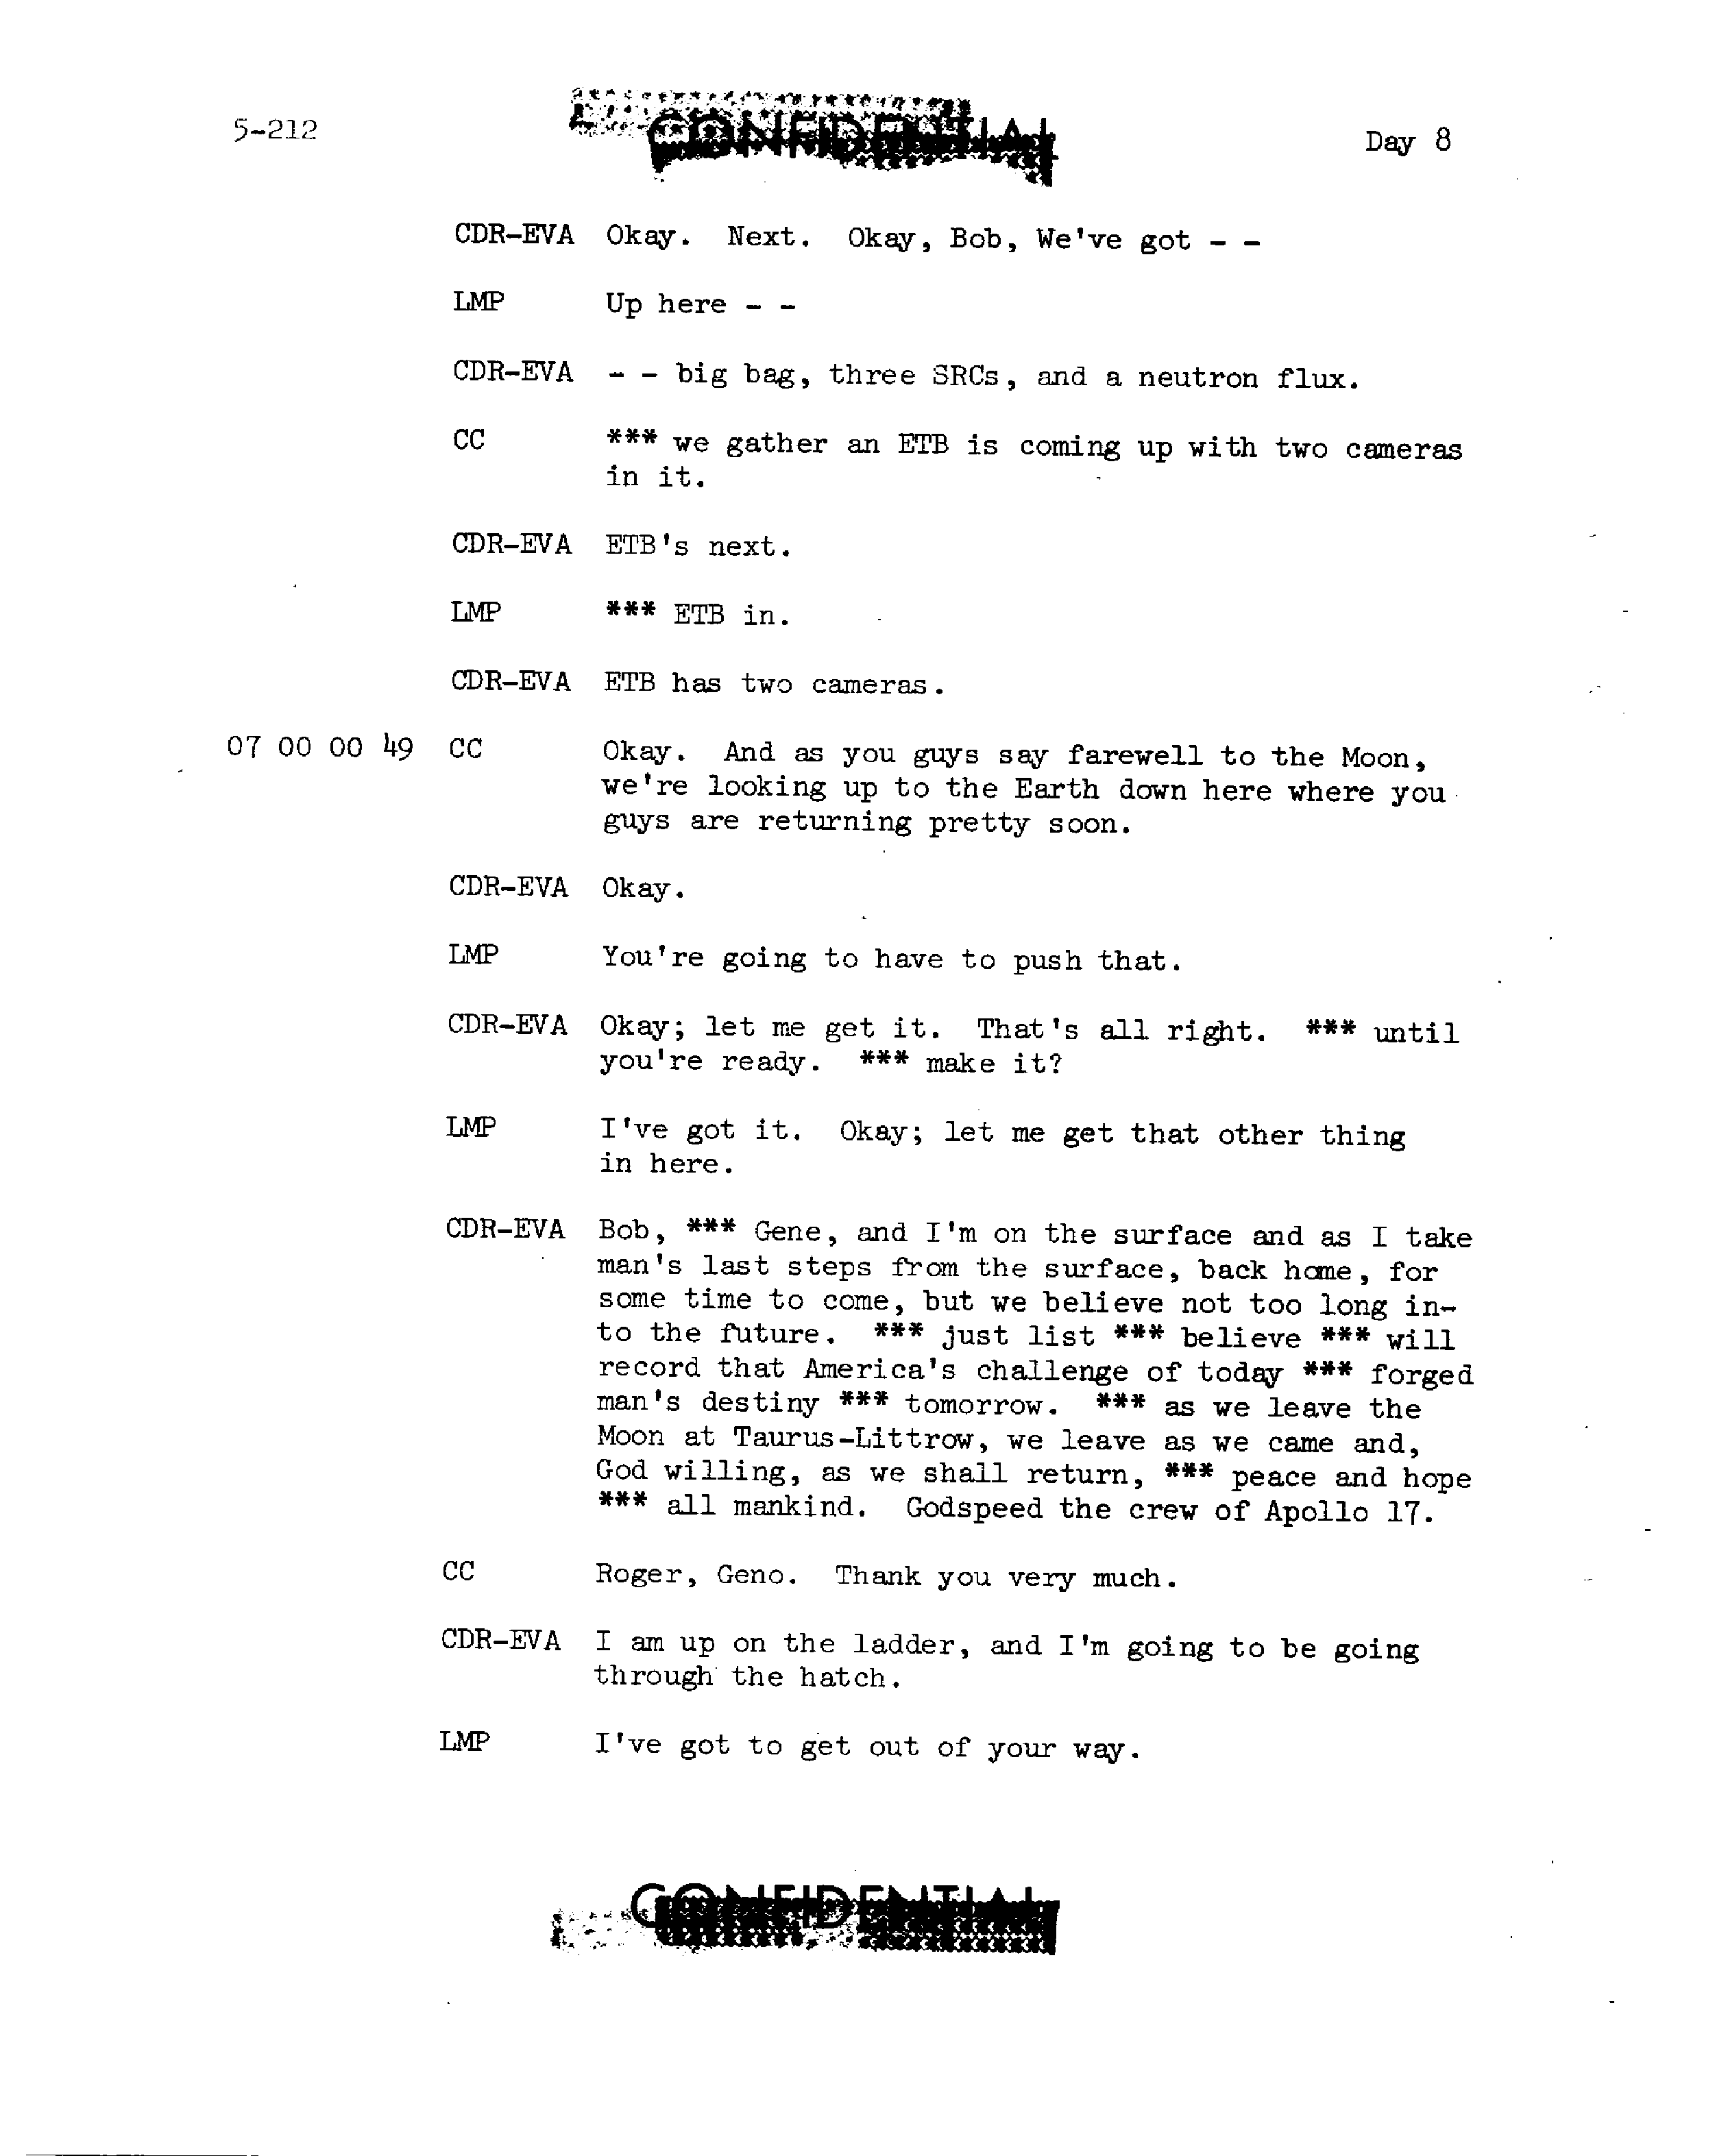 5-212
CONFIDENTIAL
Day 8
CDR-EVA Okay. Next. Okay, Bob, We've got - -
LMP Up here - -
CDR-EVA - - big bag, three SRCs, and a neutron flux.
CC *** we gather an ETB is coming up with two cameras
in it.
CDR-EVA ETB's next.
LMP *** ETB in.
CDR-EVA ETB has two cameras.
07 00 00 49 CC Okay. And as you guys say farewell to the Moon,
we're looking up to the Earth down here where you
guys are returning pretty soon.
CDR-EVA Okay.
LMP You're going to have to push that.
CDR-EVA Okay; let me get it. That's all right. *** until
you're ready. *** make it?
LMP I've got it. Okay; let me get that other thing
in here.
CDR-EVA Bob, *** Gene, and I'm on the surface and as I take
man's last steps from the surface, back home, for
some time to come, but we believe not too long in-
to the future. *** just list *** believe *** will
record that America's challenge of today *** forged
man's destiny *** tomorrow. *** as we leave the
Moon at Taurus-Littrow, we leave as we came and,
God willing, as we shall return, *** peace and hope
*** all mankind. Godspeed the crew of Apollo 17.
CC Roger, Geno. Thank you very much.
CDR-EVA I am up on the ladder, and I'm going to be going
through the hatch.
LMP I've got to get out of your way.
CONFIDENTIAL